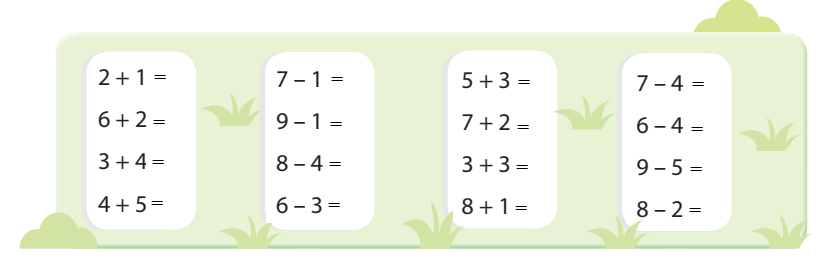 2 + 1 =
6 + 2 =
3 + 4 =
4 + 5 =
7 – 1 =
9 – 1 =
8 – 4 =
6 – 3 =
5 + 3 =
7 + 2 =
3 + 3 =
8 + 1 =
7 – 4 =
6 – 4 =
9 – 5 =
8 – 2 =